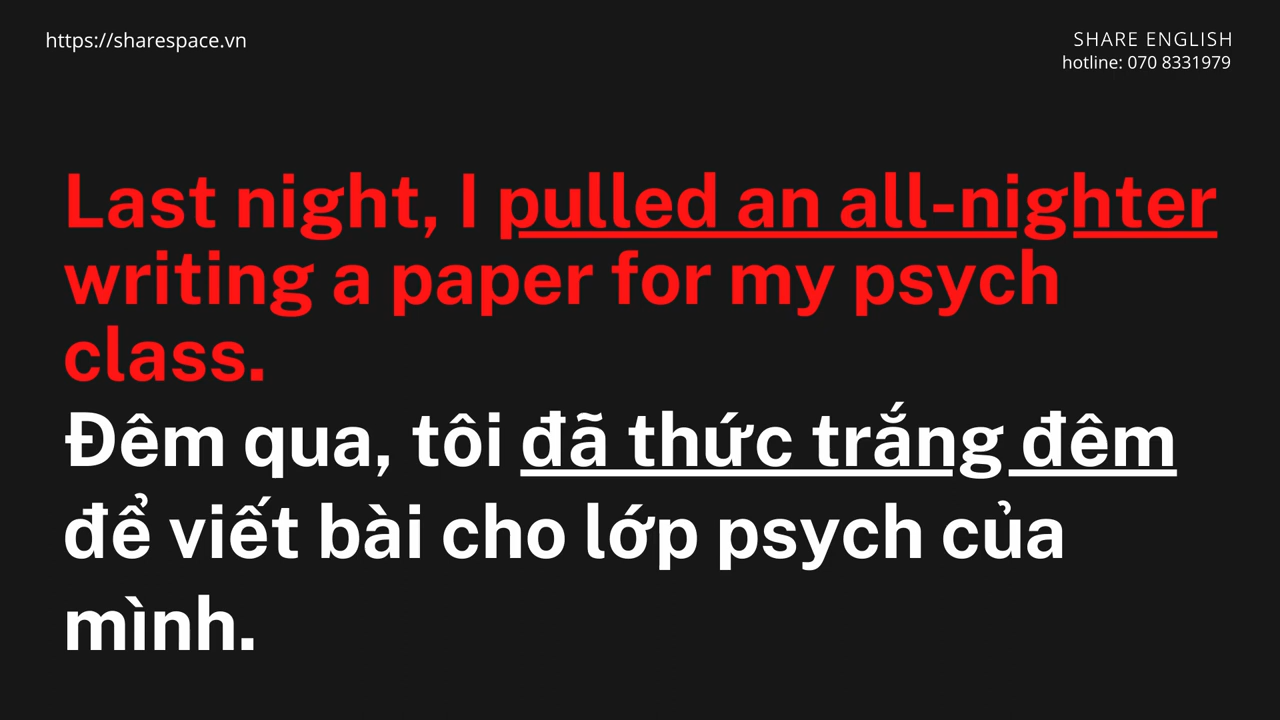 https://sharespace.vn
SHARE ENGLISH
hotline: 070 8331979
Last night, I pulled an all-nighter
writing a paper for my psych
class.
Đêm qua, tôi đã thức trắng đêm
để viết bài cho lớp psych của
mình.